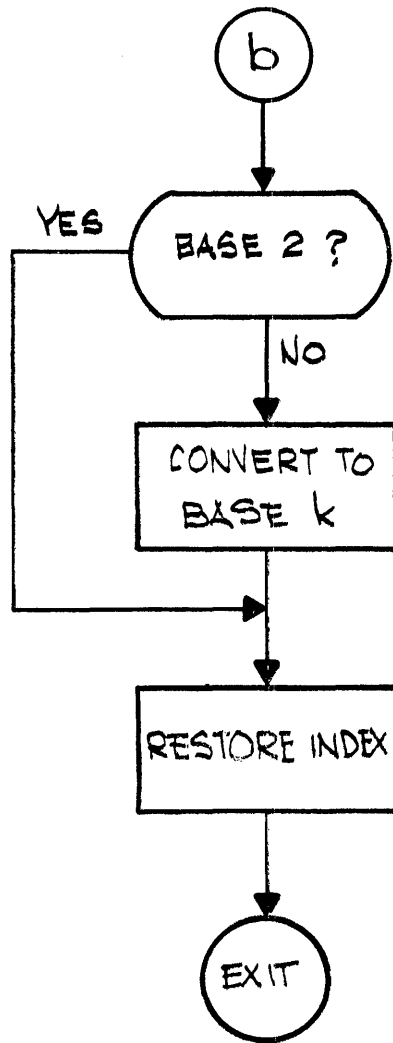 b
YES
BASE 2 ?
NO
CONVERT TO
BASE k
RESTORE INDEX
EXIT